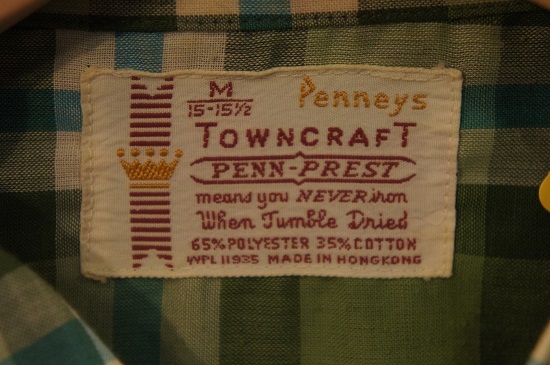 M
15-15½
Penneys
TOWNCRAFT
PENN-PREST
means you NEVER iron
When Tumble Dried
65% POLYESTER 35% COTTON
WPL 11935 MADE IN HONGKONG